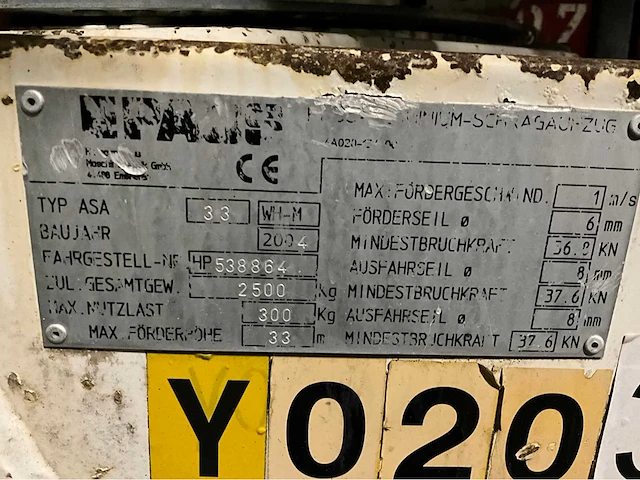 PAUS
-SCHRÄGAUFZUG
CE
TYP ASA 33 WH-M
BAUJAHR 2004
FAHRGESTELL-NR HP 538864
ZUL. GESAMTGEW. 2500 Kg
MAX. NUTZLAST 300 Kg
MAX. FÖRDERHÖHE 33 m
MAX. FÖRDERGESCHWIND. 1 m/s
FÖRDERSEIL Ø 6 mm
MINDESTBRUCHKRAFT KN
AUSFAHRSEIL Ø 8 mm
MINDESTBRUCHKRAFT 37.6 KN
AUSFAHRSEIL Ø 8 mm
MINDESTBRUCHKRAFT 37.6 KN
Y020